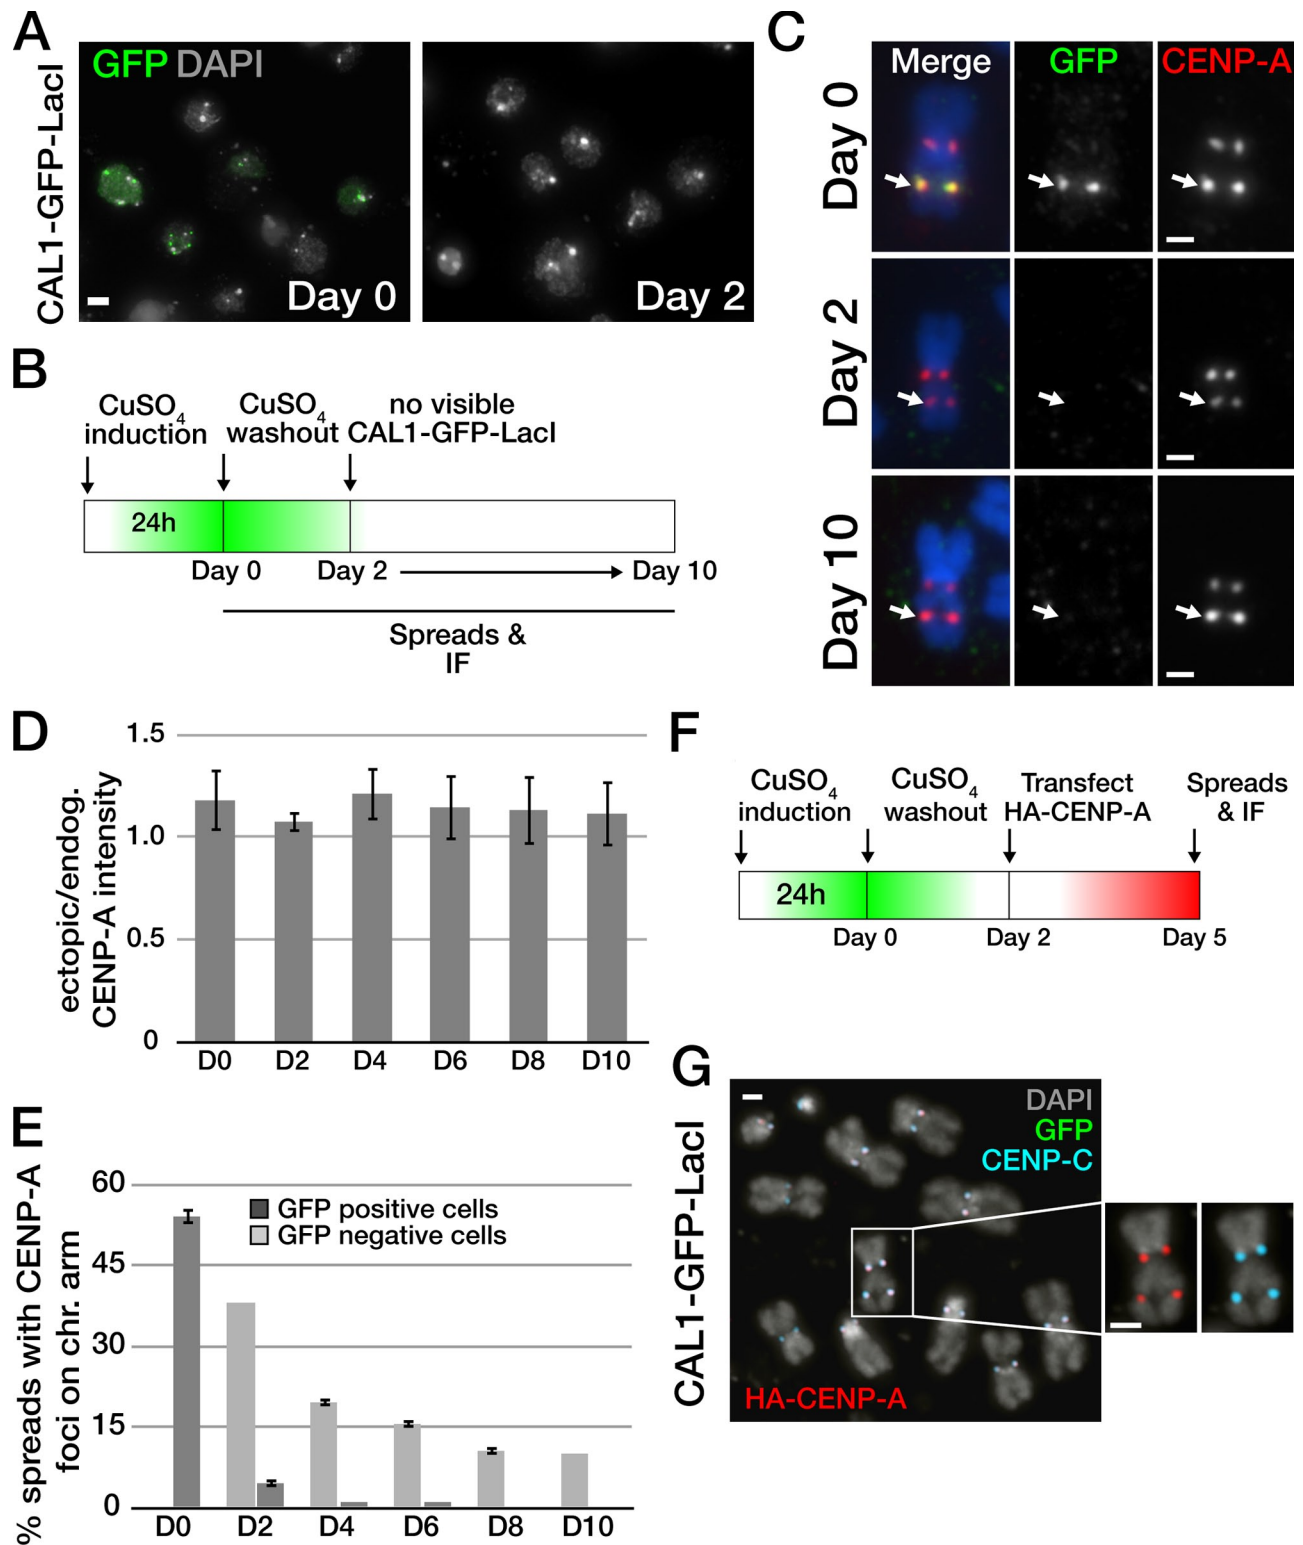 A
CAL1-GFP-LacI
GFP DAPI
Day 0
Day 2
B
CuSO4
induction
CuSO4
washout
no visible
CAL1-GFP-LacI
24h
Day 0
Day 2
Day 10
Spreads &
IF
C
Merge
GFP
CENP-A
Day 0
Day 2
Day 10
D
ectopic/endog.
CENP-A intensity
1.5
1.0
0.5
0
D0
D2
D4
D6
D8
D10
E
% spreads with CENP-A
foci on chr. arm
60
45
30
15
0
GFP positive cells
GFP negative cells
D0
D2
D4
D6
D8
D10
F
CuSO4
induction
CuSO4
washout
Transfect
HA-CENP-A
Spreads
& IF
24h
Day 0
Day 2
Day 5
G
CAL1-GFP-LacI
DAPI
GFP
CENP-C
HA-CENP-A